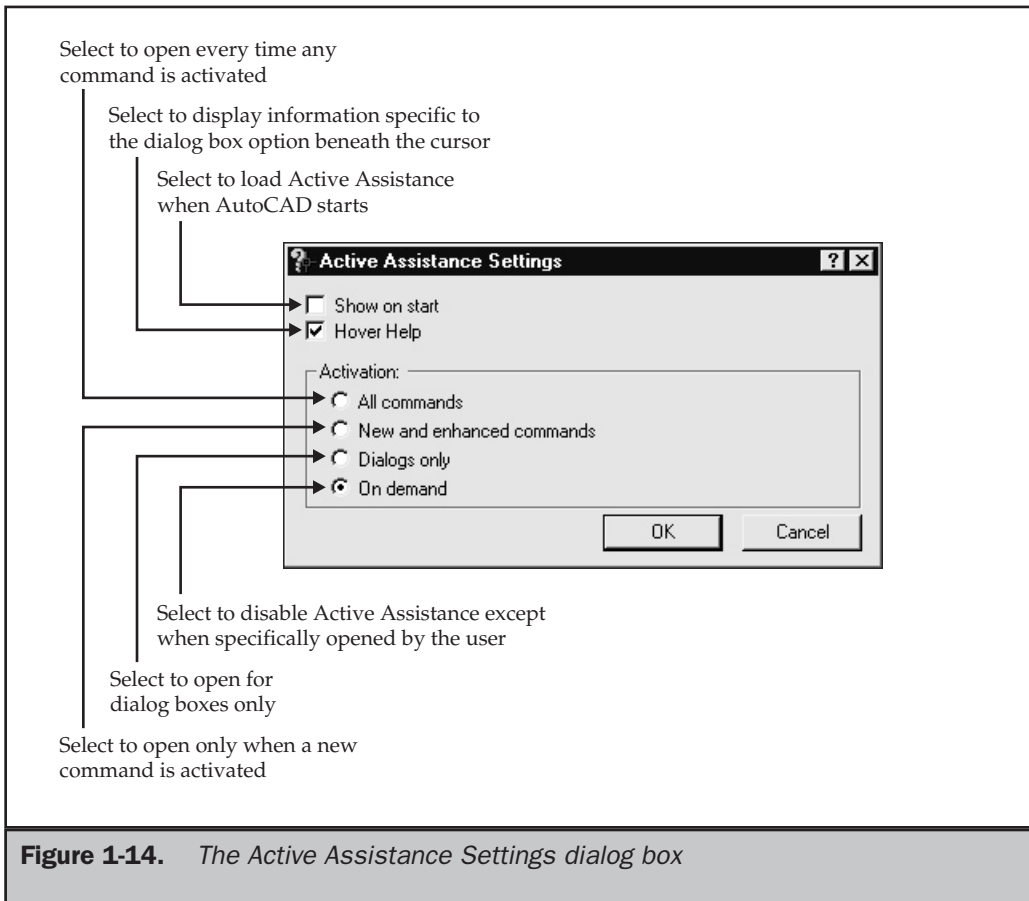 Select to open every time any
command is activated
Select to display information specific to
the dialog box option beneath the cursor
Select to load Active Assistance
when AutoCAD starts
Active Assistance Settings
Show on start
Hover Help
Activation:
All commands
New and enhanced commands
Dialogs only
On demand
OK
Cancel
Select to disable Active Assistance except
when specifically opened by the user
Select to open for
dialog boxes only
Select to open only when a new
command is activated
Figure 1-14. The Active Assistance Settings dialog box